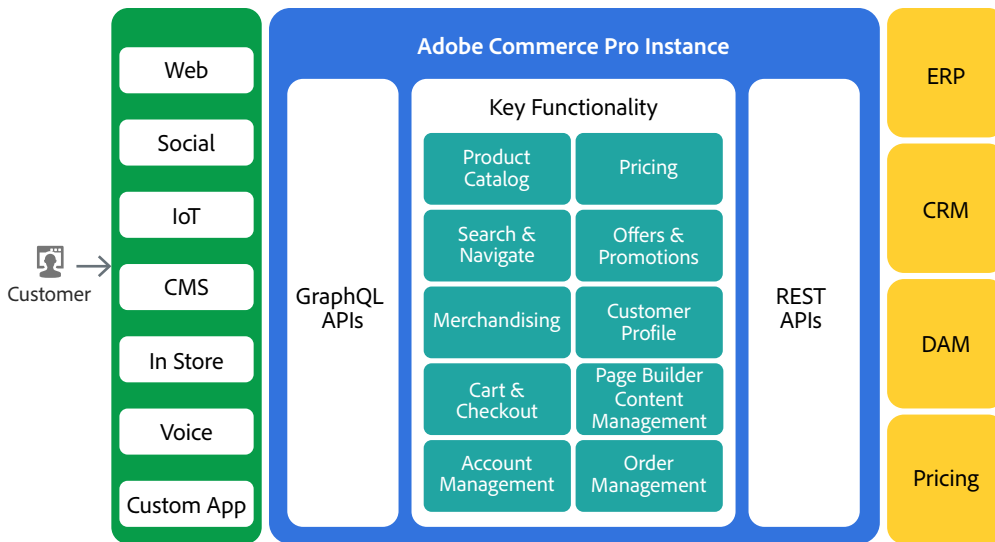 Customer
Web
Social
IoT
CMS
In Store
Voice
Custom App
Adobe Commerce Pro Instance
GraphQL
APIs
Key Functionality
Product
Catalog
Pricing
Search &
Navigate
Offers &
Promotions
Merchandising
Customer
Profile
Cart &
Checkout
Page Builder
Content
Management
Account
Management
Order
Management
REST
APIs
ERP
CRM
DAM
Pricing